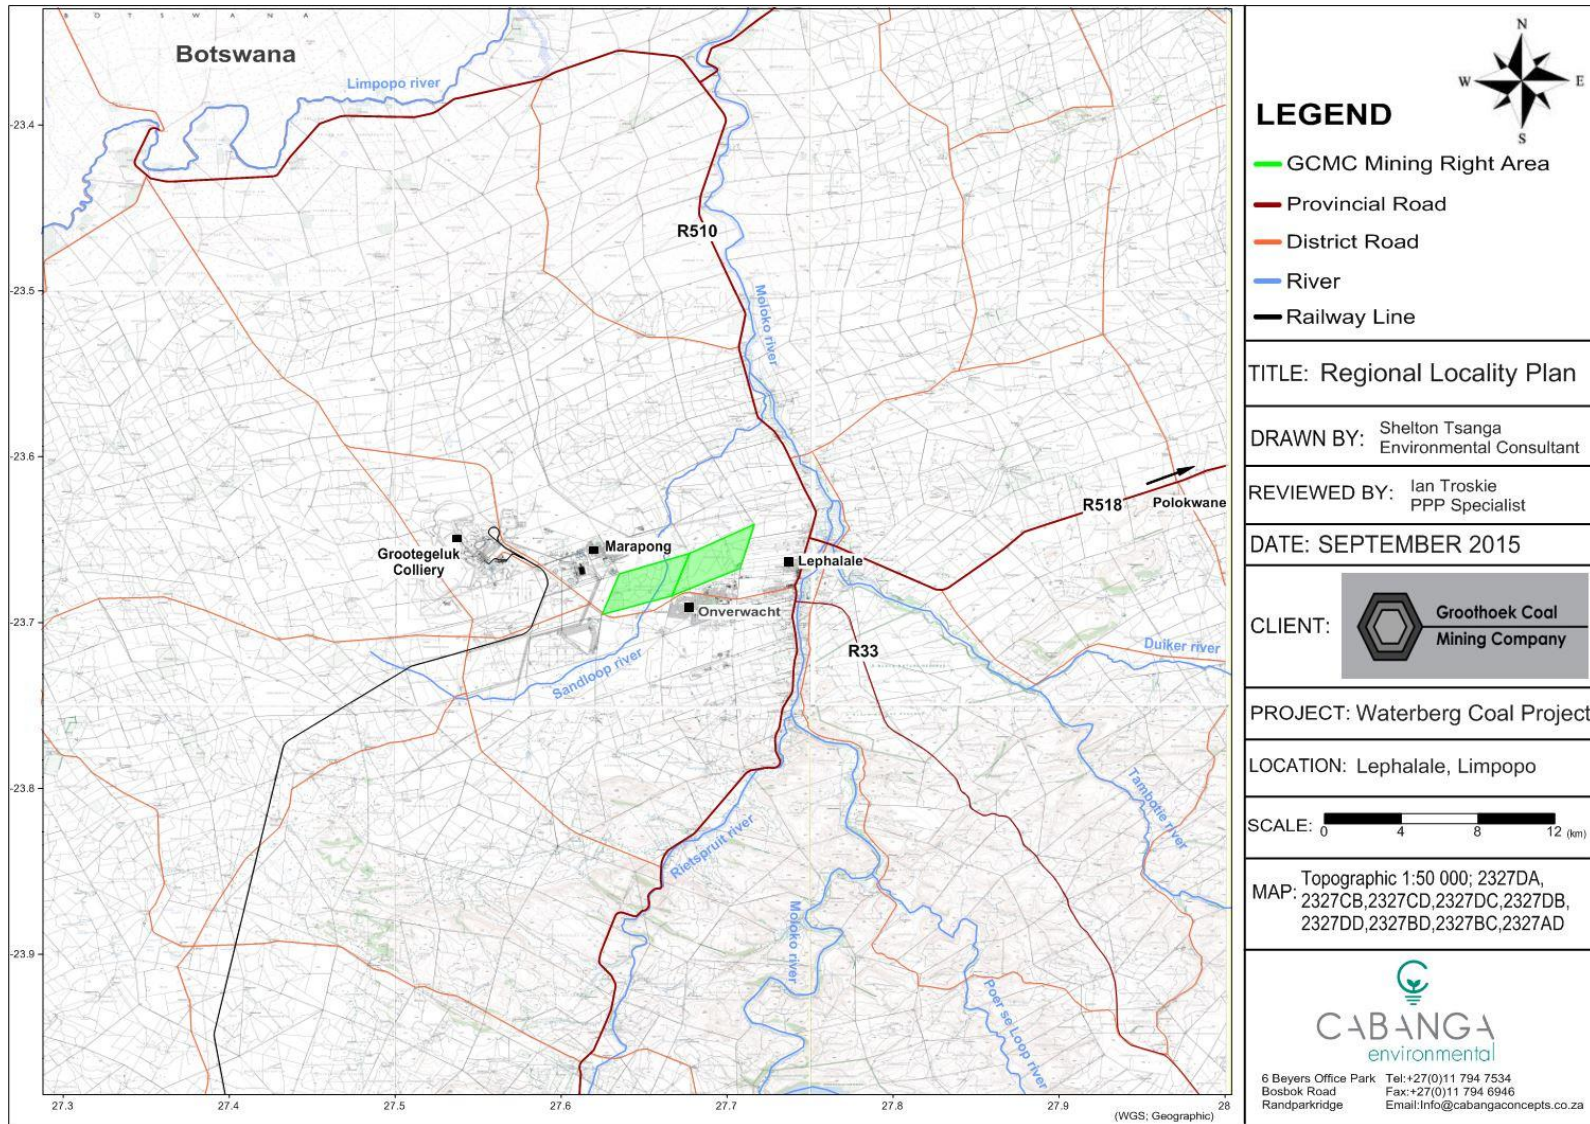 BOTSWANA
Botswana
Limpopo river
R510
Moloko river
R518
Polokwane
Grootegeluk
Colliery
Marapong
Lephalale
Onverwacht
R33
Sandloop river
Duiker river
Tambotie river
Rietspruit river
Moloko river
Poer se Loop river
-23.4
-23.5
-23.6
-23.7
-23.8
-23.9
27.3
27.4
27.5
27.6
27.7
27.8
27.9
28
(WGS; Geographic)
N
W
E
S
LEGEND
GCMC Mining Right Area
Provincial Road
District Road
River
Railway Line
TITLE: Regional Locality Plan
DRAWN BY: Shelton Tsanga
Environmental Consultant
REVIEWED BY: Ian Troskie
PPP Specialist
DATE: SEPTEMBER 2015
CLIENT:
Groothoek Coal
Mining Company
PROJECT: Waterberg Coal Project
LOCATION: Lephalale, Limpopo
SCALE: 0 4 8 12 (km)
MAP: Topographic 1:50 000; 2327DA,
2327CB,2327CD,2327DC,2327DB,
2327DD,2327BD,2327BC,2327AD
CABANGA
environmental
6 Beyers Office Park Tel:+27(0)11 794 7534
Bosbok Road Fax:+27(0)11 794 6946
Randparkridge Email:Info@cabangaconcepts.co.za